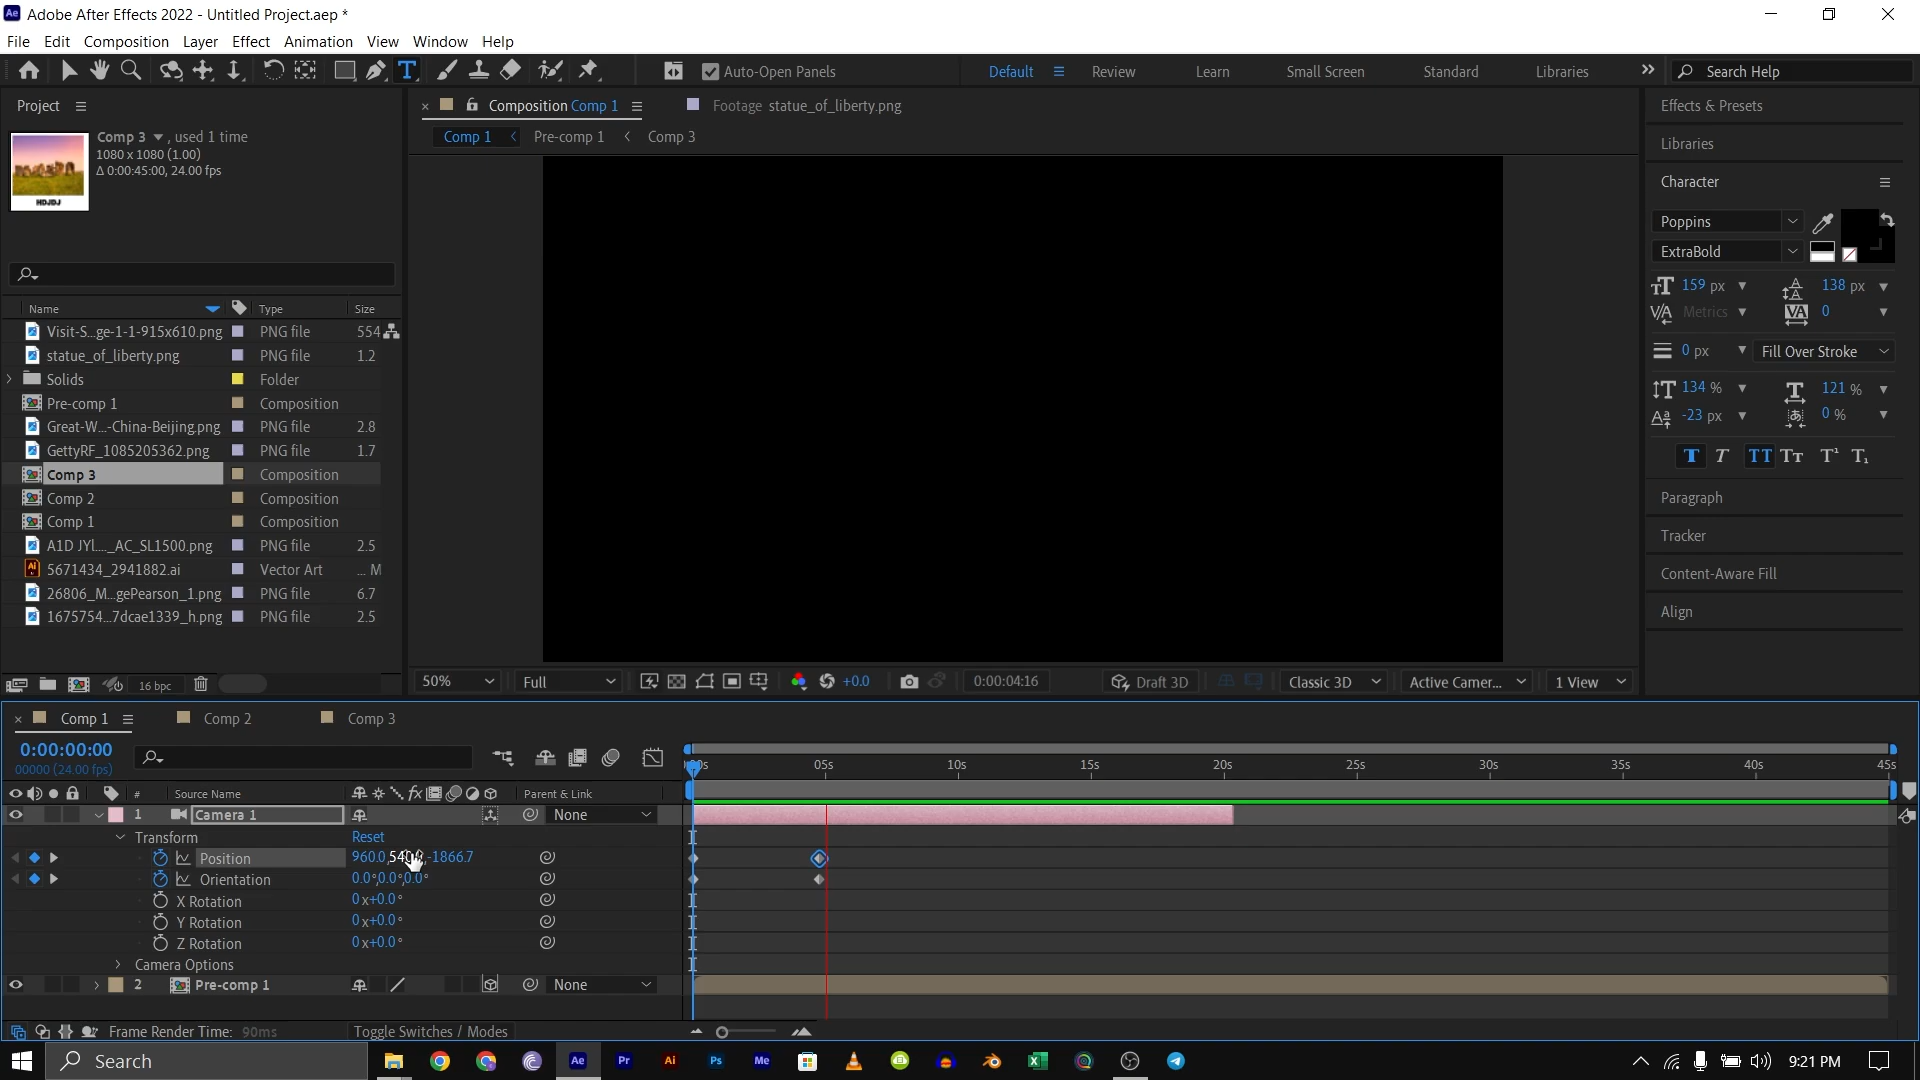 Adobe After Effects 2022 - Untitled Project.aep *
File Edit Composition Layer Effect Animation View Window Help
Auto-Open Panels
Default Review Learn Small Screen Standard Libraries
Search Help
Project
Comp 3 , used 1 time
1080 x 1080 (1.00)
Δ 0:00:45:00, 24.00 fps
HDJDJ
Name Type Size
Visit-S...ge-1-1-915x610.png PNG file 554
statue_of_liberty.png PNG file 1.2
Solids Folder
Pre-comp 1 Composition
Great-W...-China-Beijing.png PNG file 2.8
GettyRF_1085205362.png PNG file 1.7
Comp 3 Composition
Comp 2 Composition
Comp 1 Composition
A1D JYl...._AC_SL1500.png PNG file 2.5
5671434_2941882.ai Vector Art ... M
26806_M...gePearson_1.png PNG file 6.7
1675754...7dcae1339_h.png PNG file 2.5
16 bpc
Composition Comp 1
Footage statue_of_liberty.png
Comp 1 < Pre-comp 1 < Comp 3
50% Full +0.0 0:00:04:16 Draft 3D Classic 3D Active Camer... 1 View
Effects & Presets
Libraries
Character
Poppins
ExtraBold
159 px 138 px
Metrics 0
0 px Fill Over Stroke
134 % 121 %
-23 px 0 %
Paragraph
Tracker
Content-Aware Fill
Align
Comp 1 Comp 2 Comp 3
0:00:00:00
00000 (24.00 fps)
05s 10s 15s 20s 25s 30s 35s 40s 45s
# Source Name Parent & Link
1 Camera 1 None
Transform Reset
Position 960.0, -1866.7
Orientation 0.0°,0.0°,0.0°
X Rotation 0x+0.0°
Y Rotation 0x+0.0°
Z Rotation 0x+0.0°
Camera Options
2 Pre-comp 1 None
Frame Render Time: 90ms Toggle Switches / Modes
Search
9:21 PM